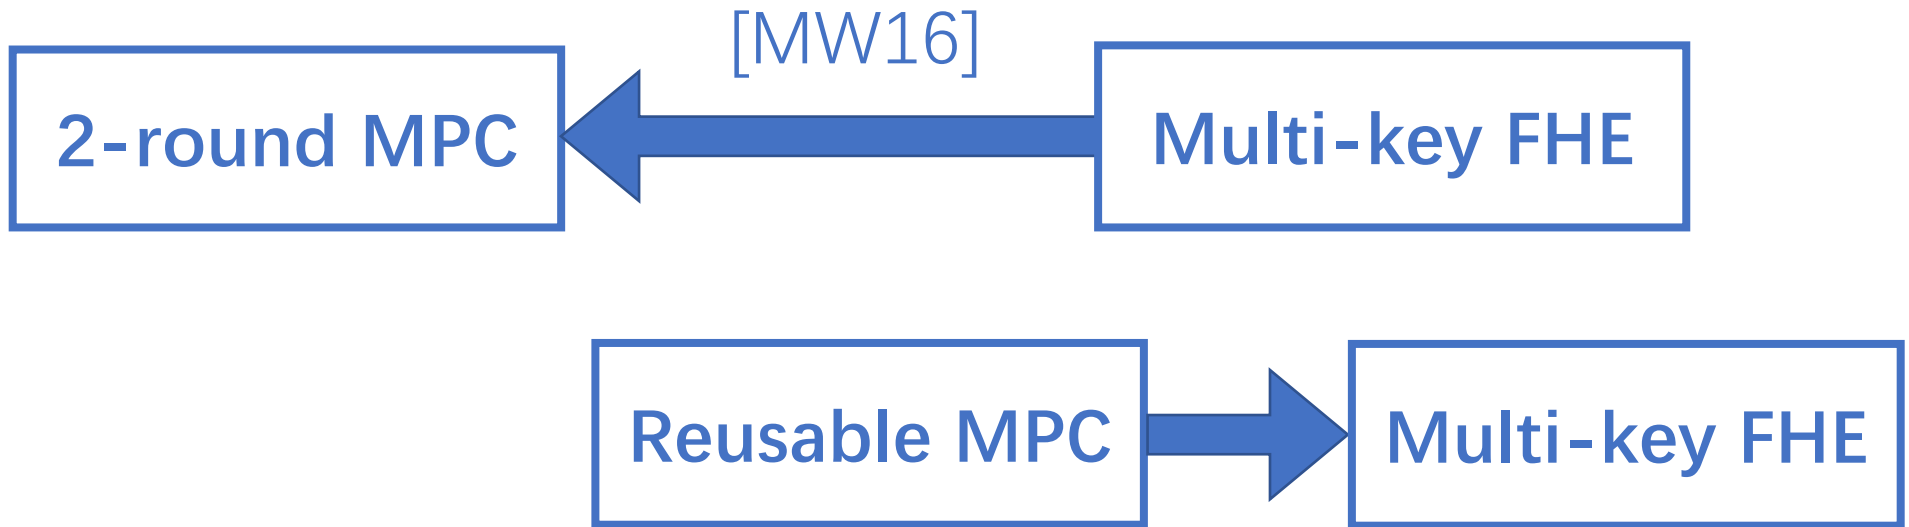 [MW16]
2-round MPC
Multi-key FHE
Reusable MPC
Multi-key FHE